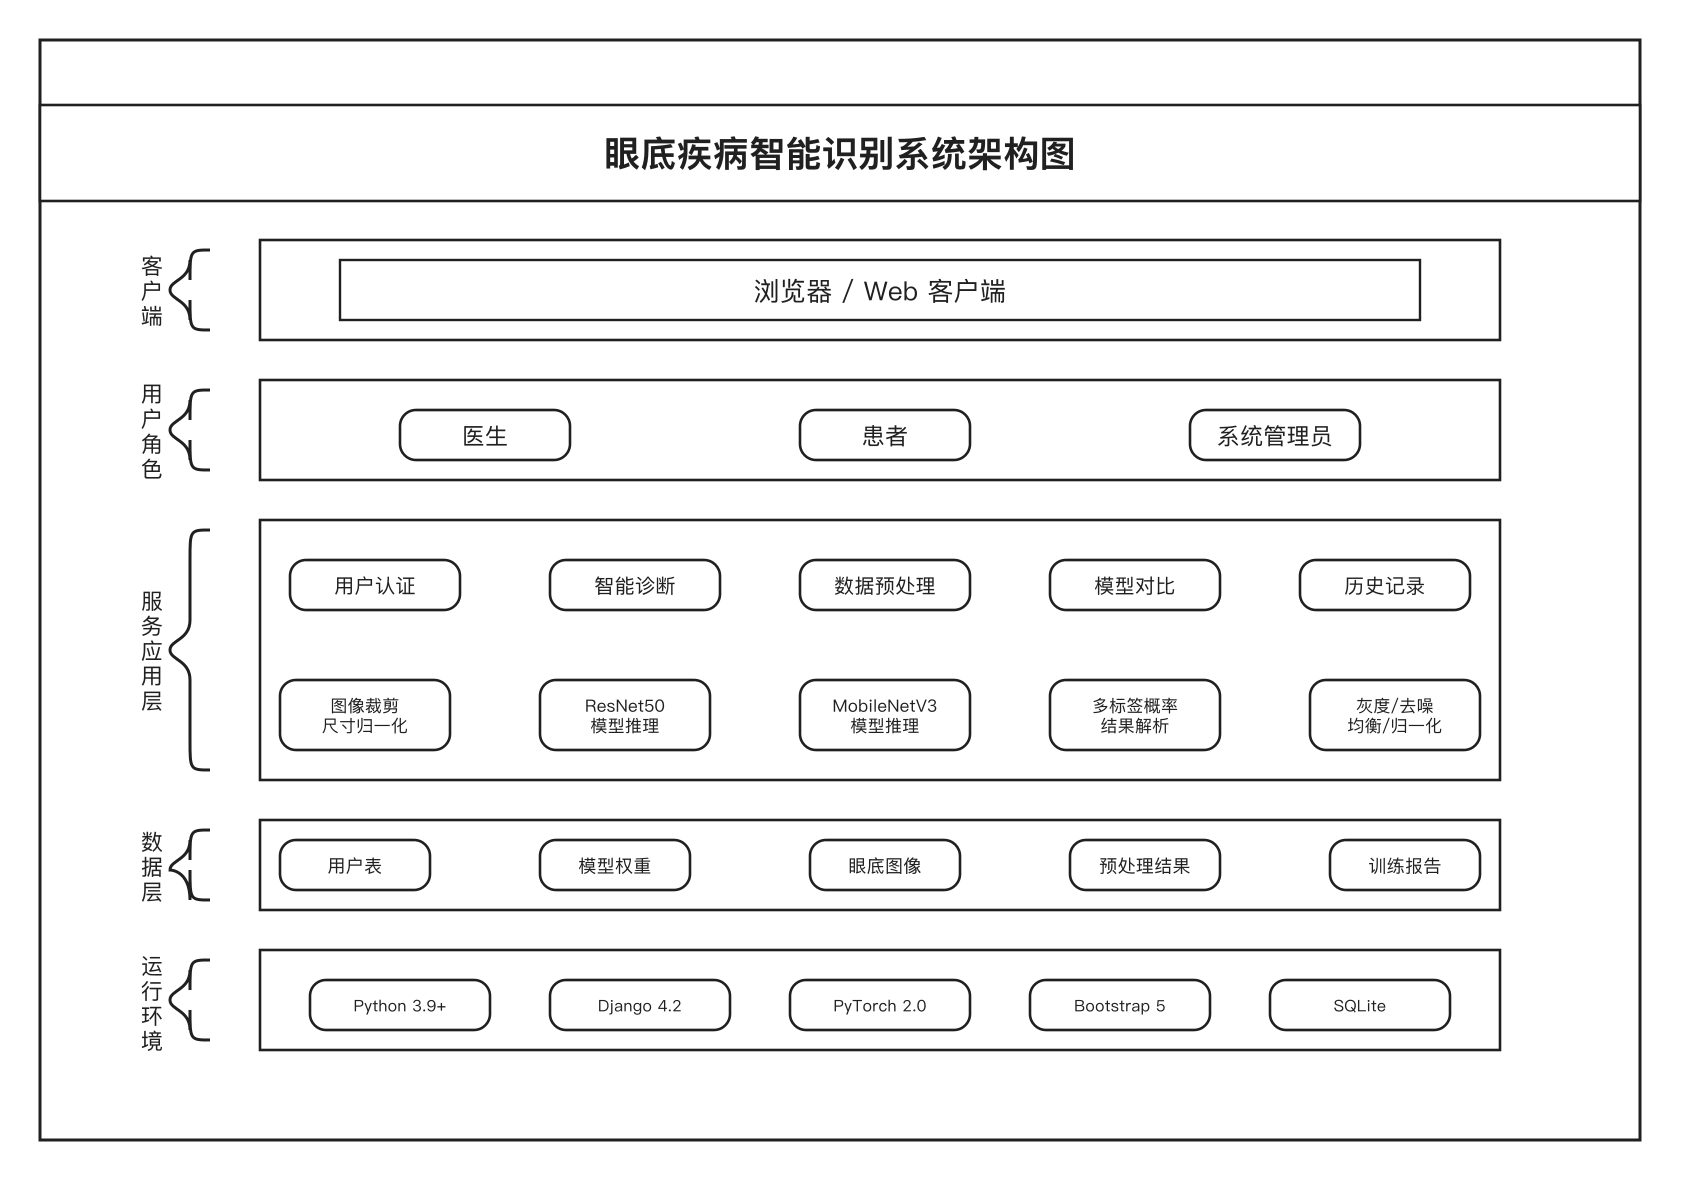 眼底疾病智能识别系统架构图
客户端
浏览器 / Web 客户端
用户角色
医生
患者
系统管理员
服务应用层
用户认证
智能诊断
数据预处理
模型对比
历史记录
图像裁剪
尺寸归一化
ResNet50
模型推理
MobileNetV3
模型推理
多标签概率
结果解析
灰度/去噪
均衡/归一化
数据层
用户表
模型权重
眼底图像
预处理结果
训练报告
运行环境
Python 3.9+
Django 4.2
PyTorch 2.0
Bootstrap 5
SQLite